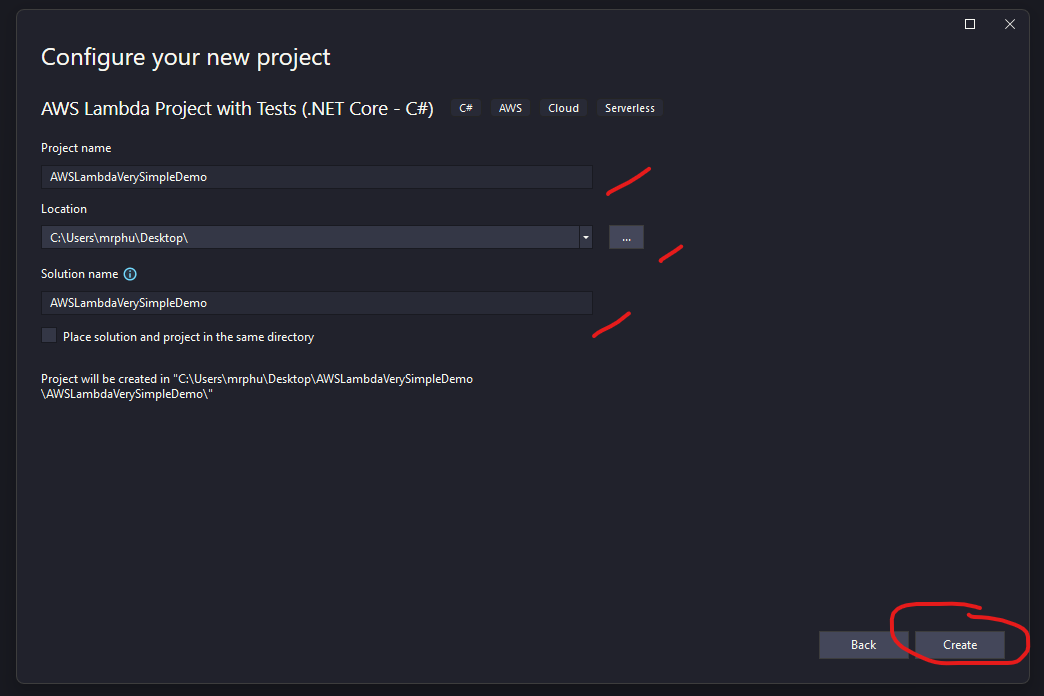 Configure your new project
AWS Lambda Project with Tests (.NET Core - C#) C# AWS Cloud Serverless
Project name
AWSLambdaVerySimpleDemo
Location
C:\Users\mrphu\Desktop\
...
Solution name
AWSLambdaVerySimpleDemo
Place solution and project in the same directory
Project will be created in "C:\Users\mrphu\Desktop\AWSLambdaVerySimpleDemo
\AWSLambdaVerySimpleDemo\"
Back Create